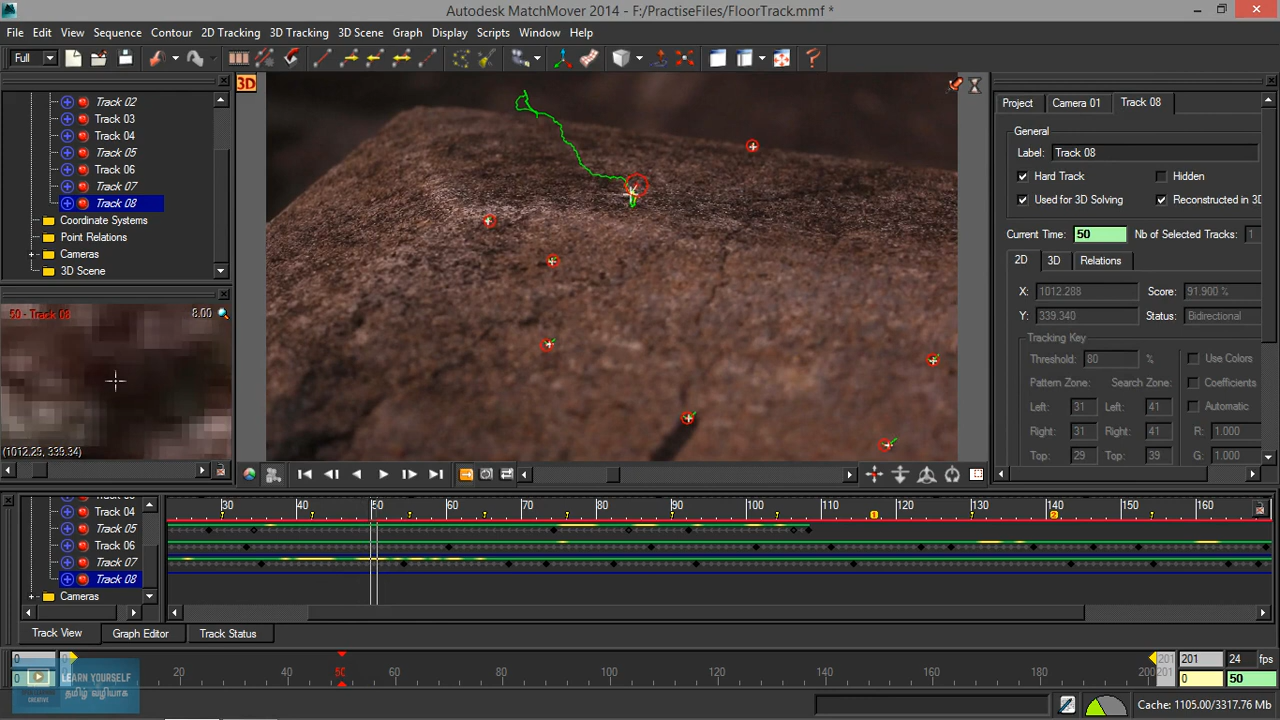 Autodesk MatchMover 2014 - F:/PractiseFiles/FloorTrack.mmf *
File Edit View Sequence Contour 2D Tracking 3D Tracking 3D Scene Graph Display Scripts Window Help
Full
3D
Track 02
Track 03
Track 04
Track 05
Track 06
Track 07
Track 08
Coordinate Systems
Point Relations
Cameras
3D Scene
50 - Track 08 8.00
(1012.29, 339.34)
Project Camera 01 Track 08
General
Label: Track 08
Hard Track Hidden
Used for 3D Solving Reconstructed in 3D
Current Time: 50 Nb of Selected Tracks: 1
2D 3D Relations
X: 1012.288 Score: 91.900 %
Y: 339.340 Status: Bidirectional
Tracking Key
Threshold: 80 % Use Colors
Pattern Zone: Search Zone: Coefficients
Left: 31 Left: 41 Automatic
Right: 31 Right: 41 R: 1.000
Top: 29 Top: 39 G: 1.000
30 40 50 60 70 80 90 100 110 120 130 140 150 160
1 2
Track 04
Track 05
Track 06
Track 07
Track 08
Cameras
Track View Graph Editor Track Status
0 0 201 201 24 fps
0 20 40 50 60 80 100 120 140 160 180 200 201 0 50
LEARN YOURSELF
தமிழ் வழியாக
CREATIVE
Cache: 1105.00/3317.76 Mb